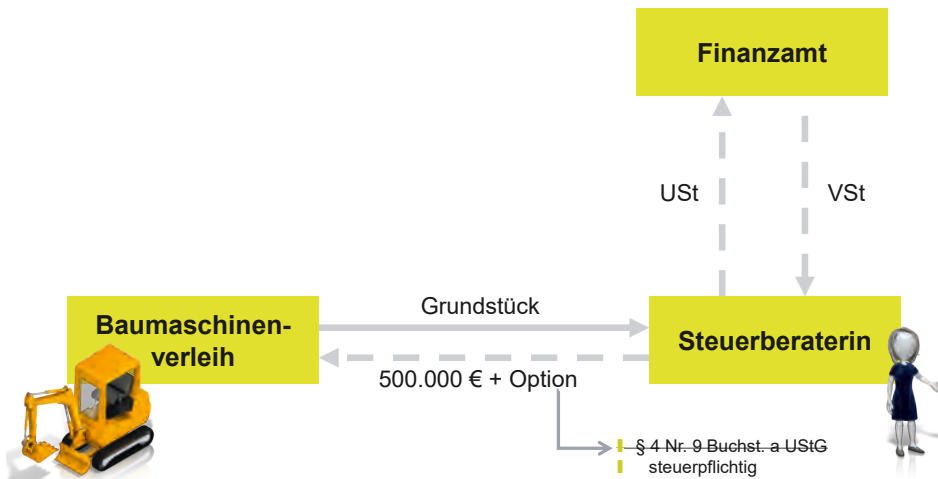 Finanzamt
USt
VSt
Grundstück
Baumaschinen-
verleih
Steuerberaterin
500.000 € + Option
§ 4 Nr. 9 Buchst. a UStG
steuerpflichtig